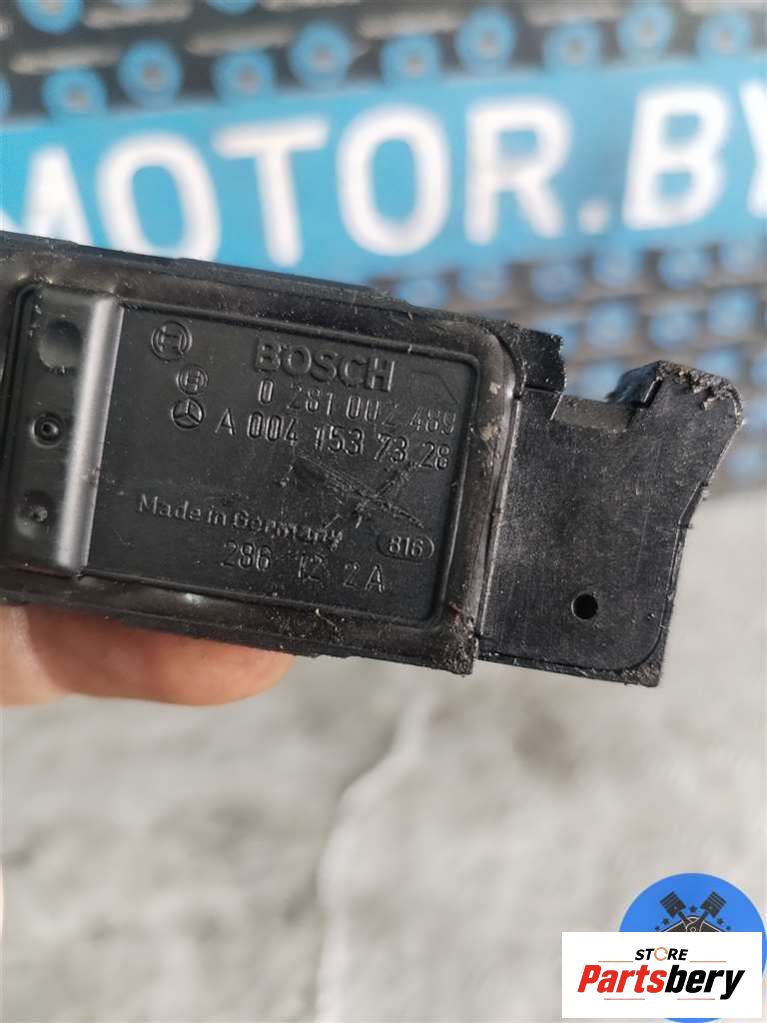 MOTOR.BY
BOSCH
0 281 002 489
A 004 153 73 28
Made in Germany
816
286 12 2A
STORE
Partsbery